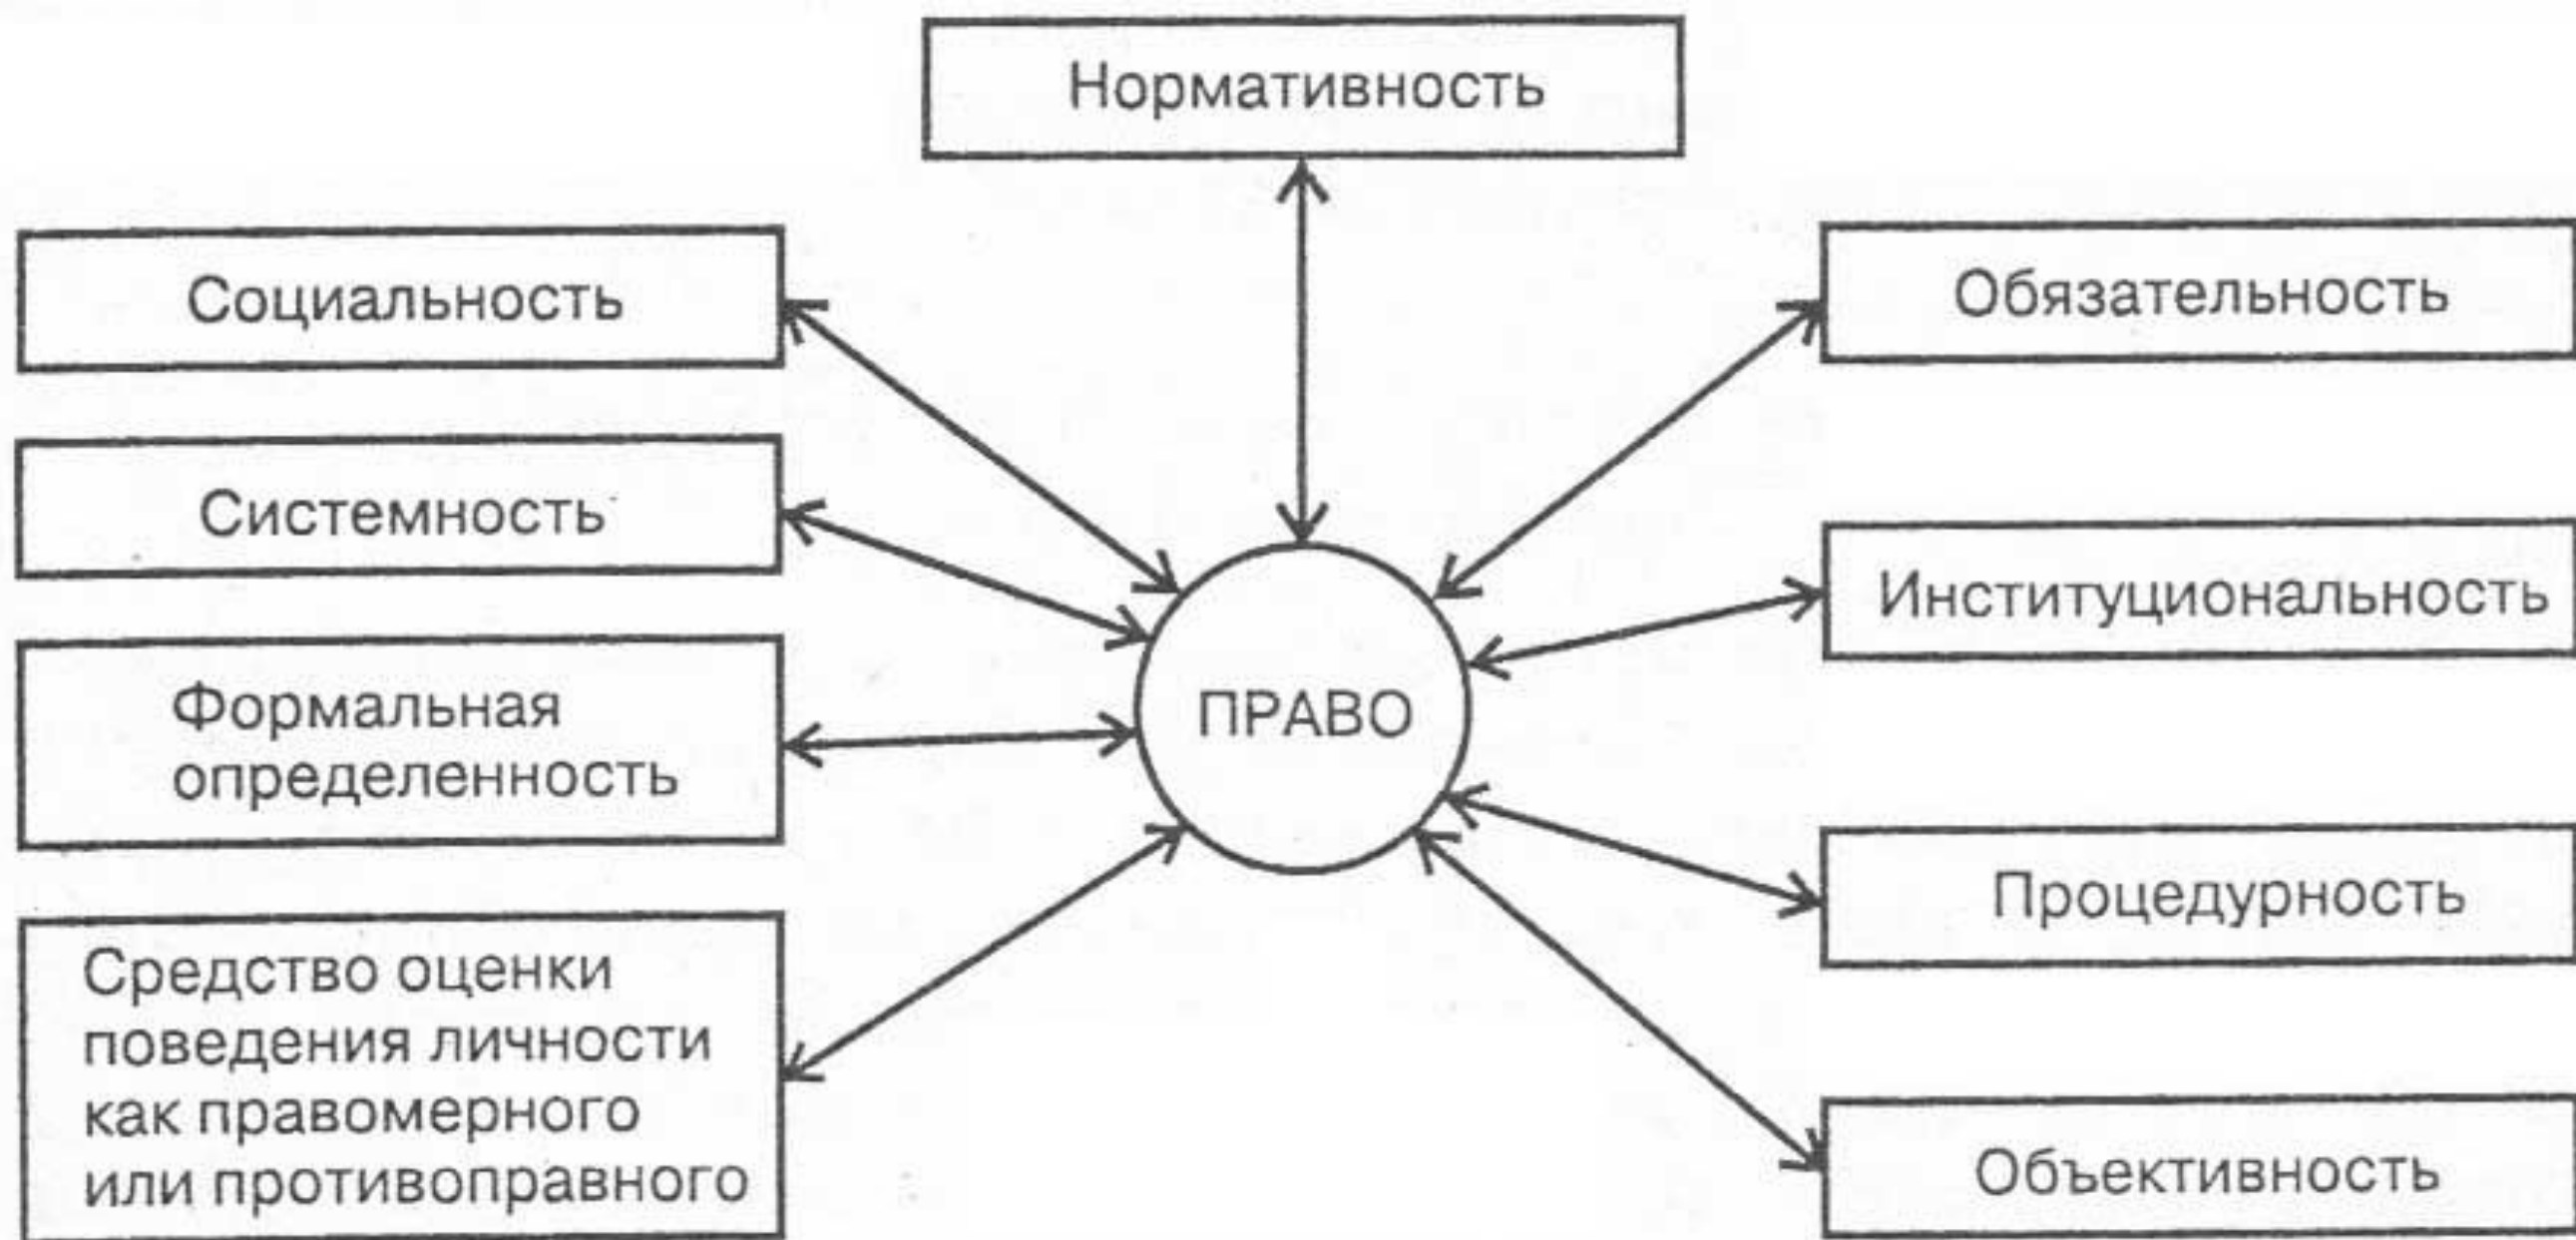 Нормативность
Социальность
Обязательность
Системность
Институциональность
Формальная
определенность
ПРАВО
Процедурность
Средство оценки
поведения личности
как правомерного
или противоправного
Объективность